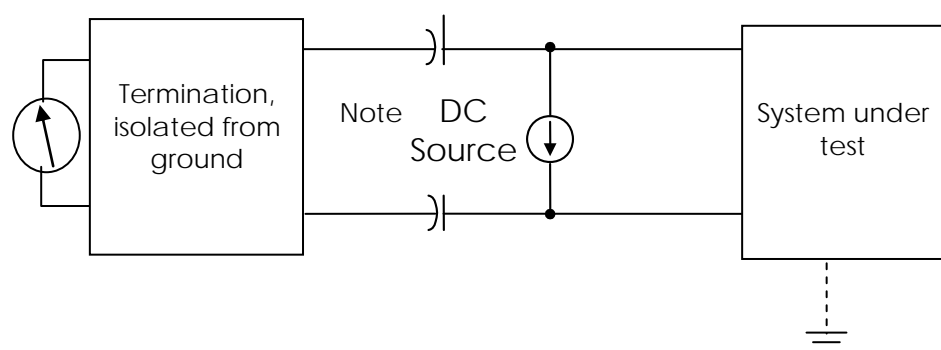 Termination,
isolated from
ground
Note
DC
Source
System under
test